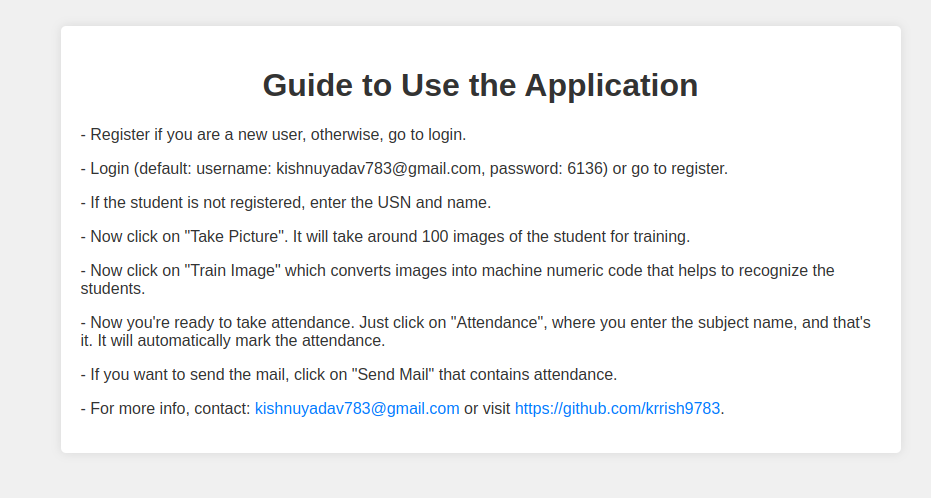 Guide to Use the Application
- Register if you are a new user, otherwise, go to login.
- Login (default: username: kishnuyadav783@gmail.com, password: 6136) or go to register.
- If the student is not registered, enter the USN and name.
- Now click on "Take Picture". It will take around 100 images of the student for training.
- Now click on "Train Image" which converts images into machine numeric code that helps to recognize the
students.
- Now you're ready to take attendance. Just click on "Attendance", where you enter the subject name, and that's
it. It will automatically mark the attendance.
- If you want to send the mail, click on "Send Mail" that contains attendance.
- For more info, contact: kishnuyadav783@gmail.com or visit https://github.com/krrish9783.